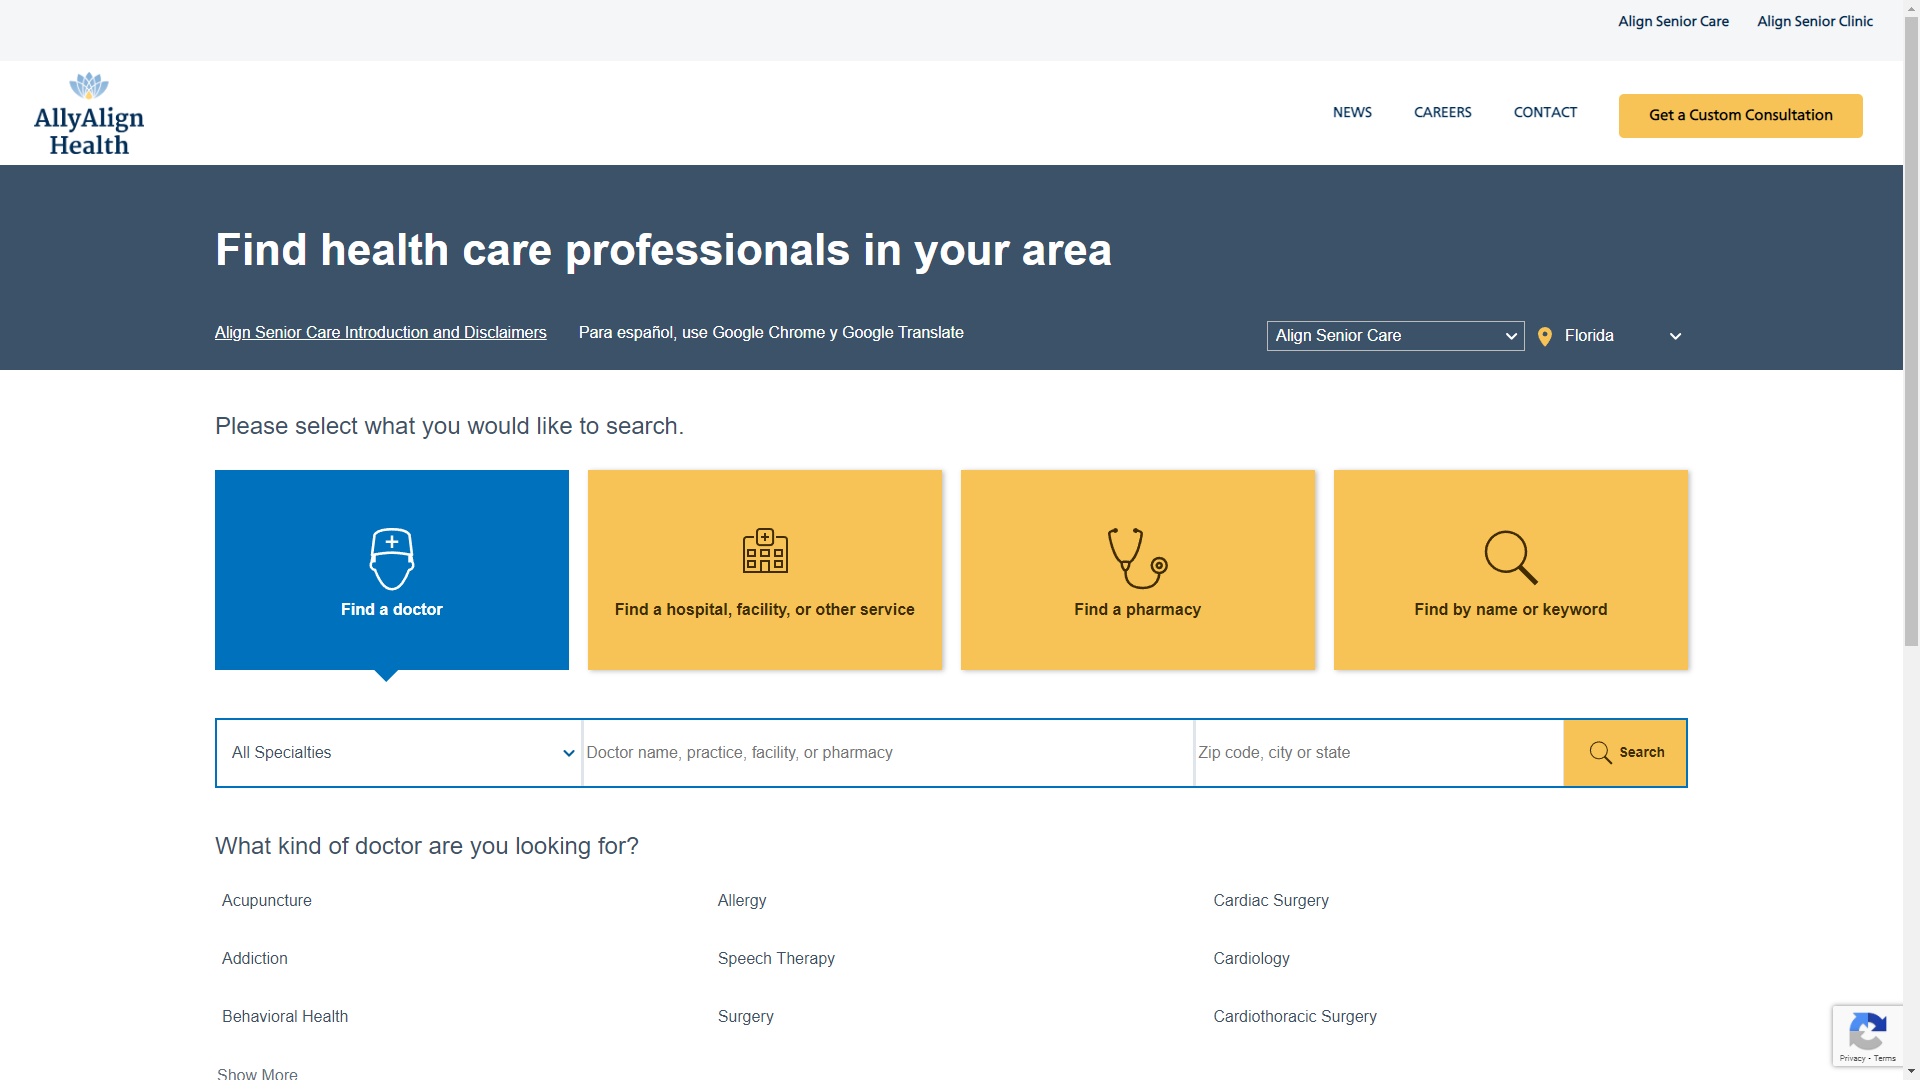 Align Senior Care Align Senior Clinic
AllyAlign
Health
NEWS CAREERS CONTACT Get a Custom Consultation
Find health care professionals in your area
Align Senior Care Introduction and Disclaimers Para español, use Google Chrome y Google Translate Align Senior Care Florida
Please select what you would like to search.
Find a doctor Find a hospital, facility, or other service Find a pharmacy Find by name or keyword
All Specialties Doctor name, practice, facility, or pharmacy Zip code, city or state Search
What kind of doctor are you looking for?
Acupuncture Allergy Cardiac Surgery
Addiction Speech Therapy Cardiology
Behavioral Health Surgery Cardiothoracic Surgery
Privacy - Terms
Show More